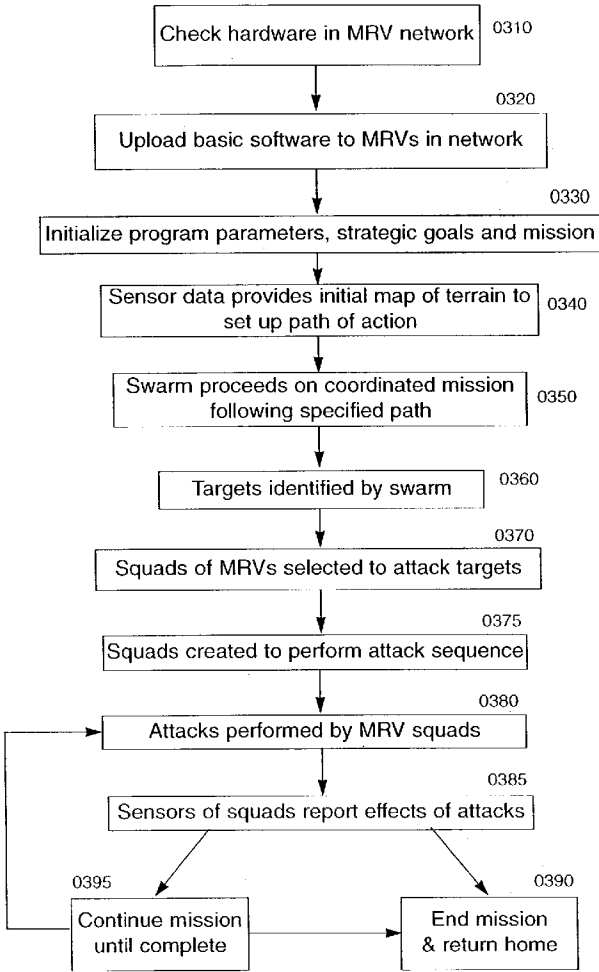 Check hardware in MRV network
0310
0320
Upload basic software to MRVs in network
0330
Initialize program parameters, strategic goals and mission
Sensor data provides initial map of terrain to
set up path of action
0340
Swarm proceeds on coordinated mission
following specified path
0350
Targets identified by swarm
0360
0370
Squads of MRVs selected to attack targets
0375
Squads created to perform attack sequence
0380
Attacks performed by MRV squads
0385
Sensors of squads report effects of attacks
0395
Continue mission
until complete
0390
End mission
& return home